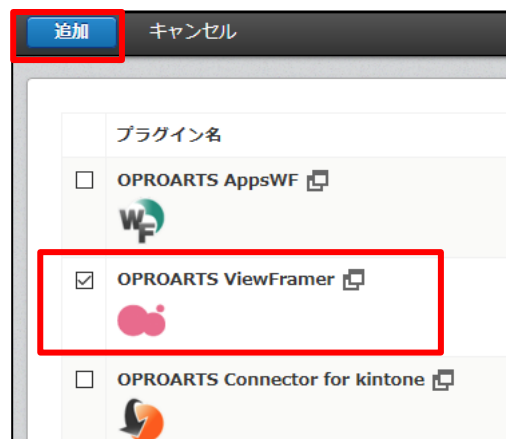 追加 キャンセル
プラグイン名
OPROARTS AppsWF
WF
OPROARTS ViewFramer
OPROARTS Connector for kintone